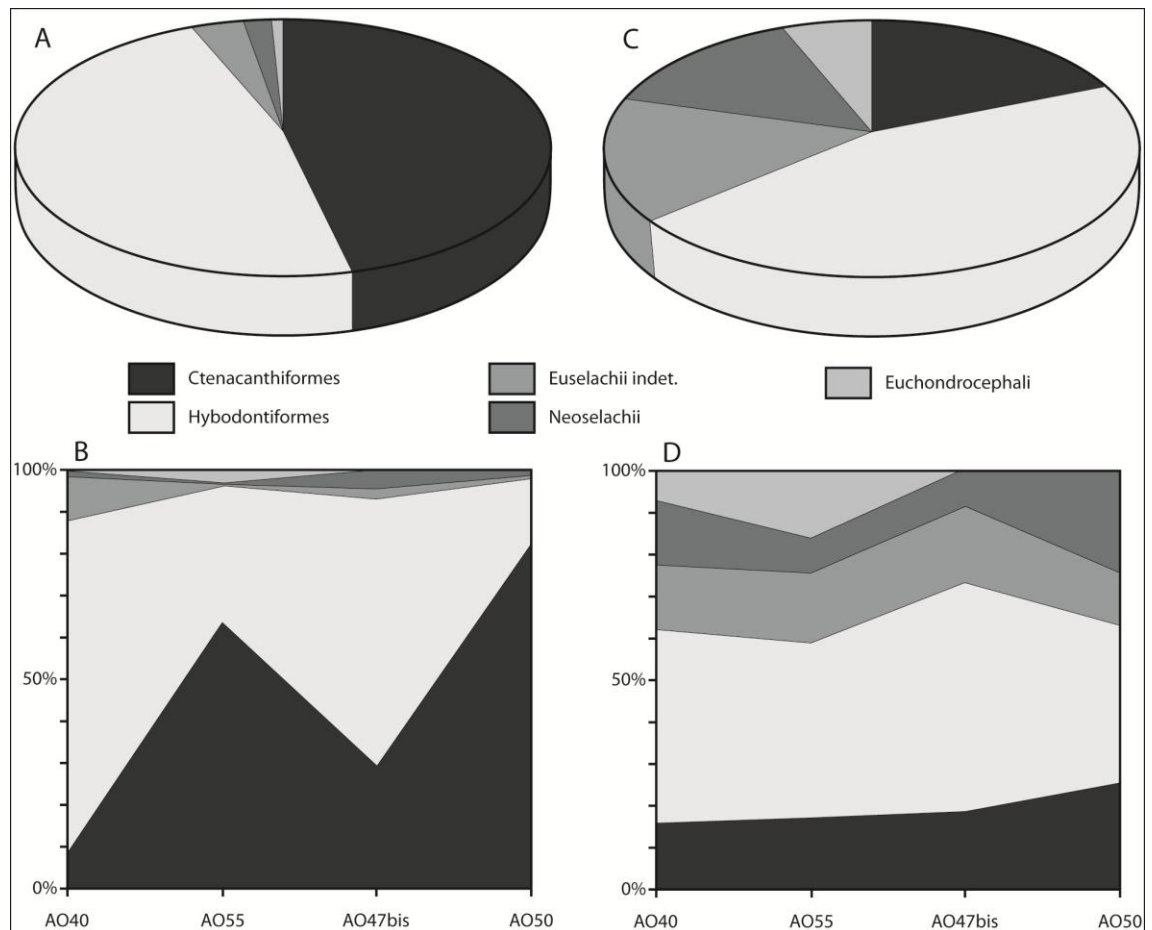 A
C
Ctenacanthiformes
Euselachii indet.
Euchondrocephali
Hybodontiformes
Neoselachii
B
100%
50%
0%
AO40
AO55
AO47bis
AO50
D
100%
50%
0%
AO40
AO55
AO47bis
AO50